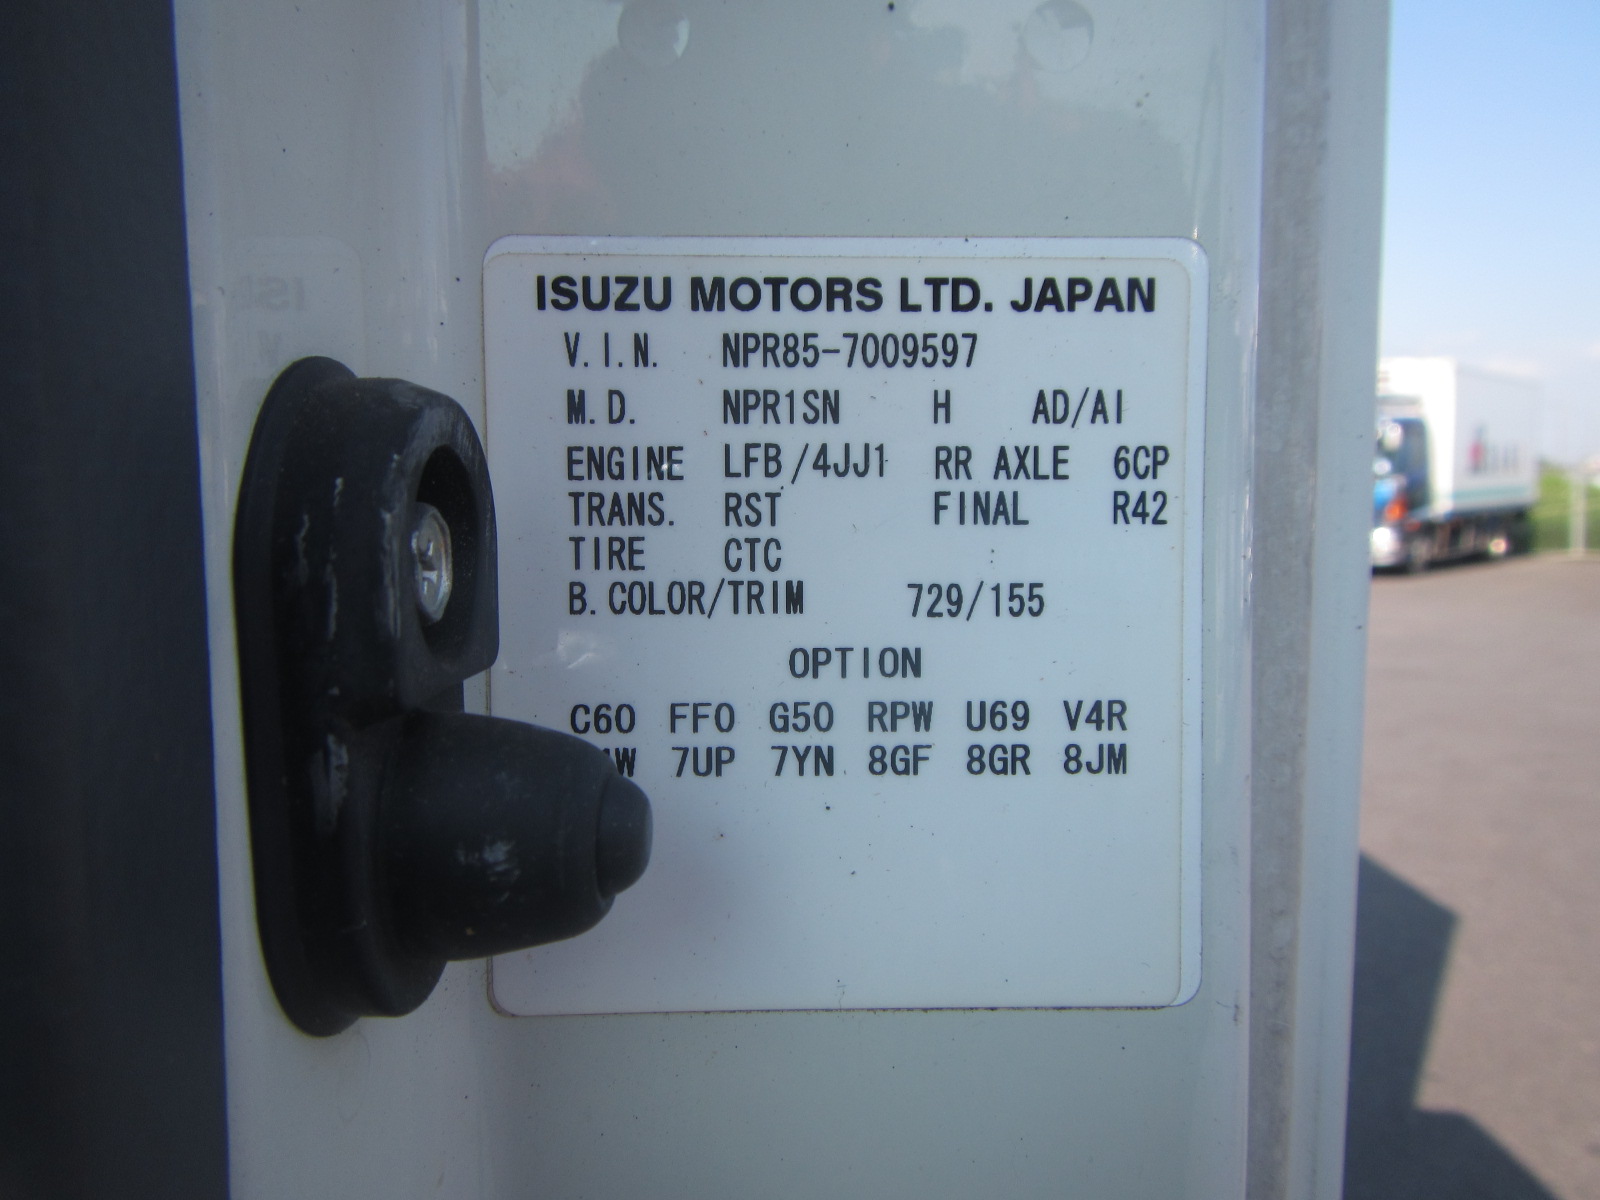 ISUZU MOTORS LTD. JAPAN
V.I.N. NPR85-7009597
M.D. NPR1SN H AD/AI
ENGINE LFB/4JJ1 RR AXLE 6CP
TRANS. RST FINAL R42
TIRE CTC
B.COLOR/TRIM 729/155
OPTION
C60 FF0 G50 RPW U69 V4R
7UP 7YN 8GF 8GR 8JM